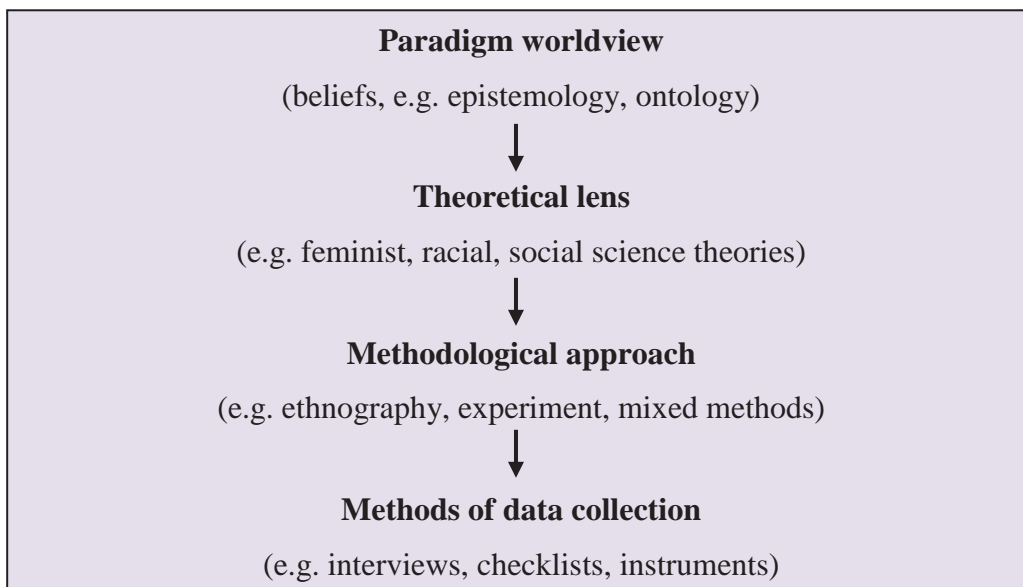 Paradigm worldview
(beliefs, e.g. epistemology, ontology)
Theoretical lens
(e.g. feminist, racial, social science theories)
Methodological approach
(e.g. ethnography, experiment, mixed methods)
Methods of data collection
(e.g. interviews, checklists, instruments)